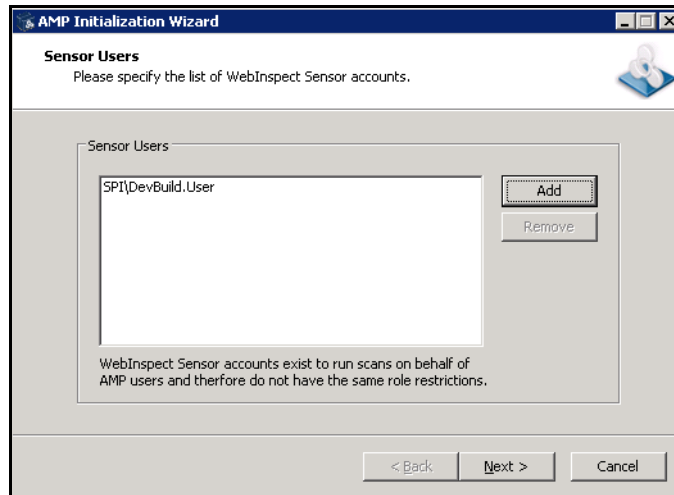 AMP Initialization Wizard
Sensor Users
Please specify the list of WebInspect Sensor accounts.
Sensor Users
SPI\DevBuild.User
Add
Remove
WebInspect Sensor accounts exist to run scans on behalf of
AMP users and therfore do not have the same role restrictions.
< Back Next > Cancel